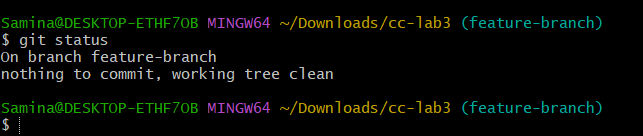 Samina@DESKTOP-ETHF7OB MINGW64 ~/Downloads/cc-lab3 (feature-branch)
$ git status
On branch feature-branch
nothing to commit, working tree clean
Samina@DESKTOP-ETHF7OB MINGW64 ~/Downloads/cc-lab3 (feature-branch)
$